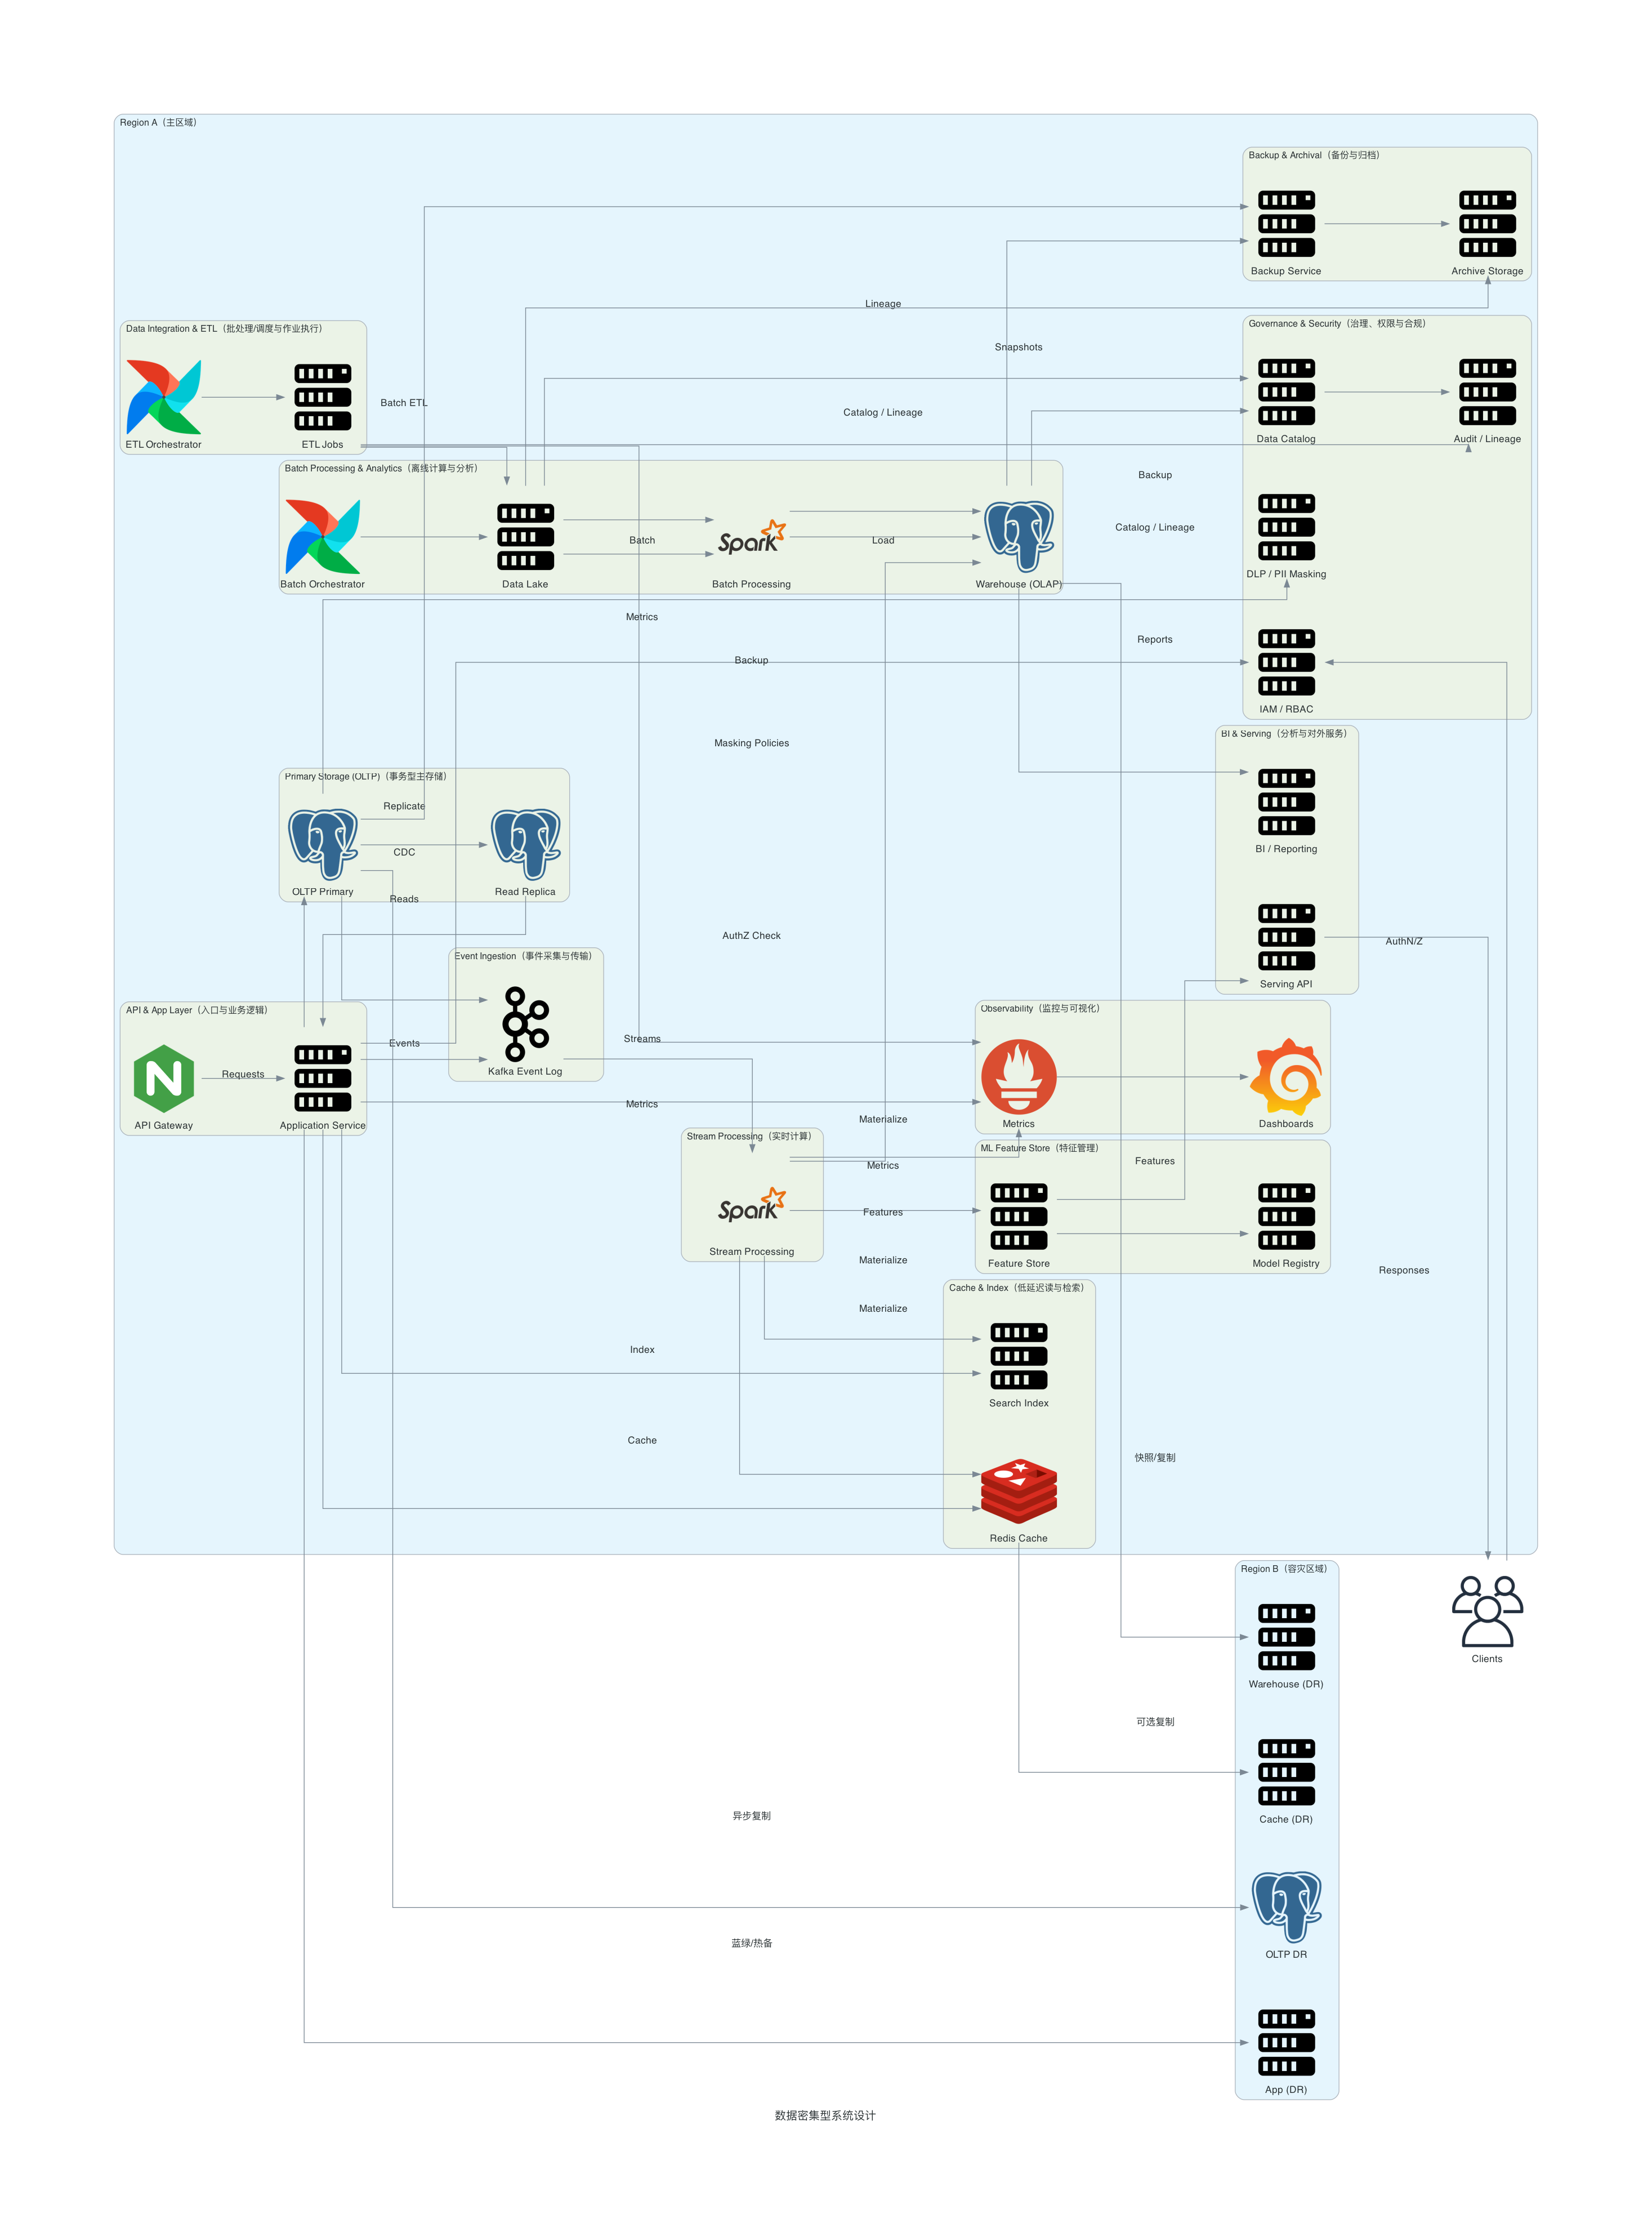 Region A（主区域）
Backup & Archival（备份与归档）
Backup Service
Archive Storage
Lineage
Data Integration & ETL（批处理/调度与作业执行）
Governance & Security（治理、权限与合规）
Snapshots
Batch ETL
Catalog / Lineage
ETL Orchestrator
ETL Jobs
Data Catalog
Audit / Lineage
Batch Processing & Analytics（离线计算与分析）
Backup
Catalog / Lineage
Spark
Batch
Load
Batch Orchestrator
Data Lake
Batch Processing
Warehouse (OLAP)
DLP / PII Masking
Metrics
Reports
Backup
IAM / RBAC
BI & Serving（分析与对外服务）
Masking Policies
Primary Storage (OLTP)（事务型主存储）
Replicate
CDC
BI / Reporting
OLTP Primary
Read Replica
Reads
AuthZ Check
AuthN/Z
Event Ingestion（事件采集与传输）
Serving API
API & App Layer（入口与业务逻辑）
Observability（监控与可视化）
Events
Streams
Requests
Kafka Event Log
Metrics
Materialize
API Gateway
Application Service
Metrics
Dashboards
Stream Processing（实时计算）
ML Feature Store（特征管理）
Metrics
Features
Spark
Features
Stream Processing
Materialize
Feature Store
Model Registry
Responses
Cache & Index（低延迟读与检索）
Materialize
Index
Search Index
Cache
快照/复制
Redis Cache
Region B（容灾区域）
Clients
Warehouse (DR)
可选复制
异步复制
Cache (DR)
蓝绿/热备
OLTP DR
App (DR)
数据密集型系统设计